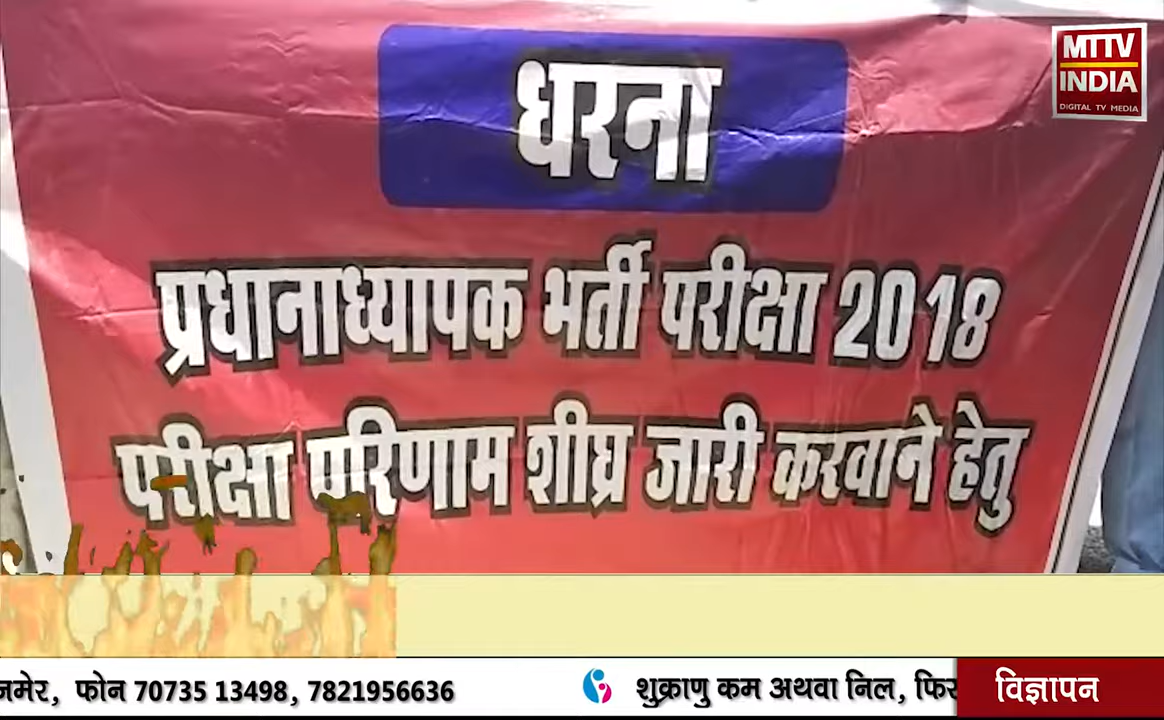 MTTV
INDIA
DIGITAL TV MEDIA
धरना
प्रधानाध्यापक भर्ती परीक्षा 2018
परीक्षा परिणाम शीघ्र जारी करवाने हेतु
फोन 70735 13498, 7821956636
शुक्राणु कम अथवा निल,
विज्ञापन